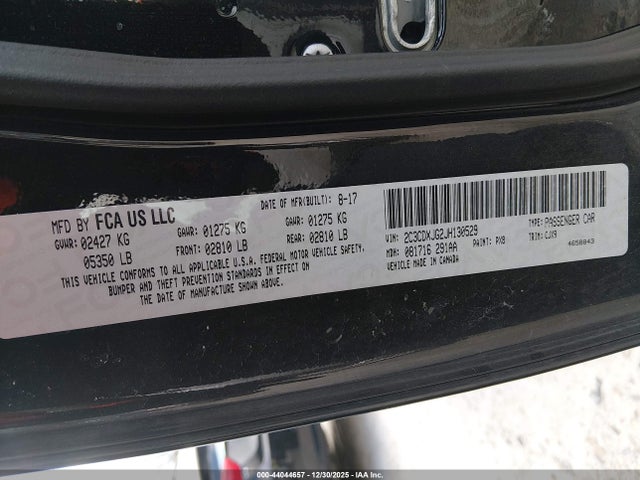 MFD BY FCA US LLC
DATE OF MFR(BUILT): 8-17
GVWR: 02427 KG
05350 LB
GAWR: 01275 KG
FRONT: 02810 LB
GAWR: 01275 KG
REAR: 02810 LB
THIS VEHICLE CONFORMS TO ALL APPLICABLE U.S.A. FEDERAL MOTOR VEHICLE SAFETY,
BUMPER AND THEFT PREVENTION STANDARDS IN EFFECT ON
THE DATE OF MANUFACTURE SHOWN ABOVE.
VIN: 2C3CDXJG2JH130529
MDH: 081716 291AA
PAINT: PX8
VEHICLE MADE IN CANADA
TYPE: PASSENGER CAR
TRIM: CJX9
4658843
000-44044657 - 12/30/2025 - IAAI.COM